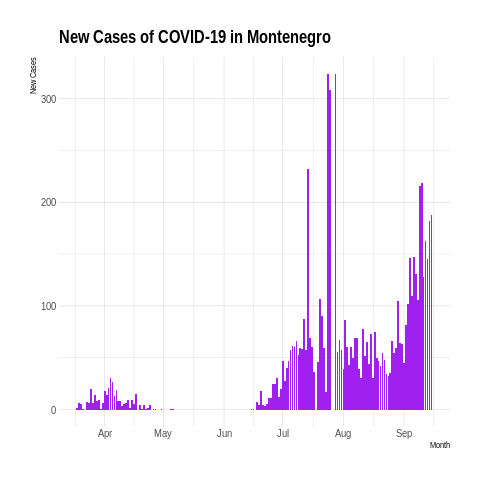 New Cases of COVID-19 in Montenegro
New Cases
300
200
100
0
Apr May Jun Jul Aug Sep
Month